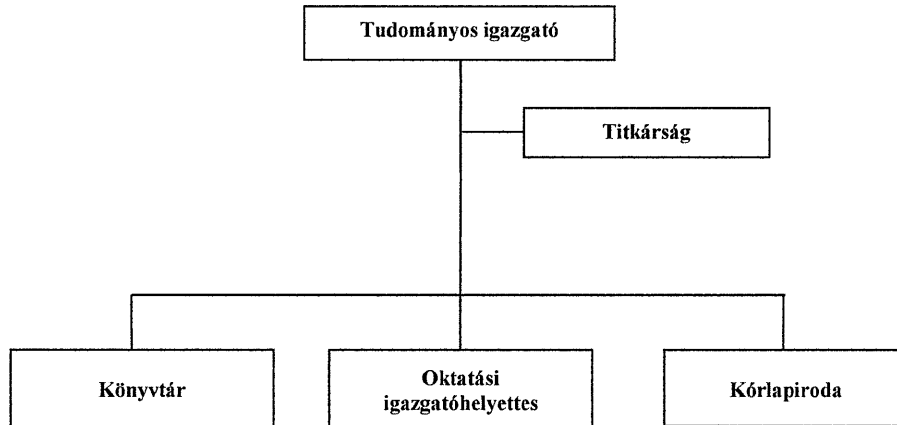 Tudományos igazgató
Titkárság
Könyvtár
Oktatási
igazgatóhelyettes
Kórlapiroda